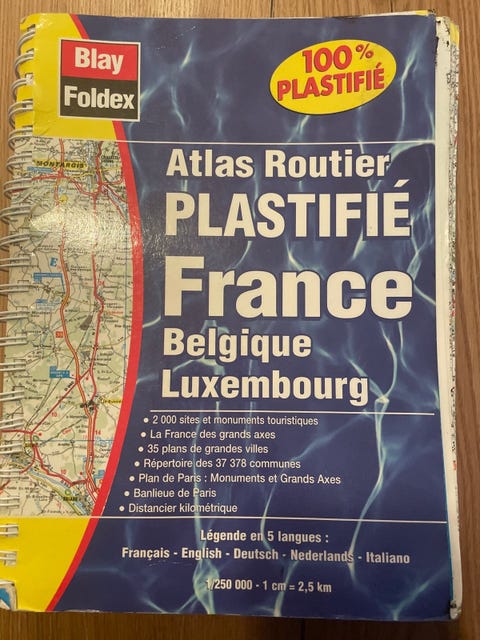 Blay
Foldex
100%
PLASTIFIÉ
MONTARGIS
Atlas Routier
PLASTIFIÉ
France
Belgique
Luxembourg
• 2 000 sites et monuments touristiques
• La France des grands axes
• 35 plans de grandes villes
• Répertoire des 37 378 communes
• Plan de Paris : Monuments et Grands Axes
• Banlieue de Paris
• Distancier kilométrique
Légende en 5 langues :
Français - English - Deutsch - Nederlands - Italiano
1/250 000 - 1 cm = 2,5 km